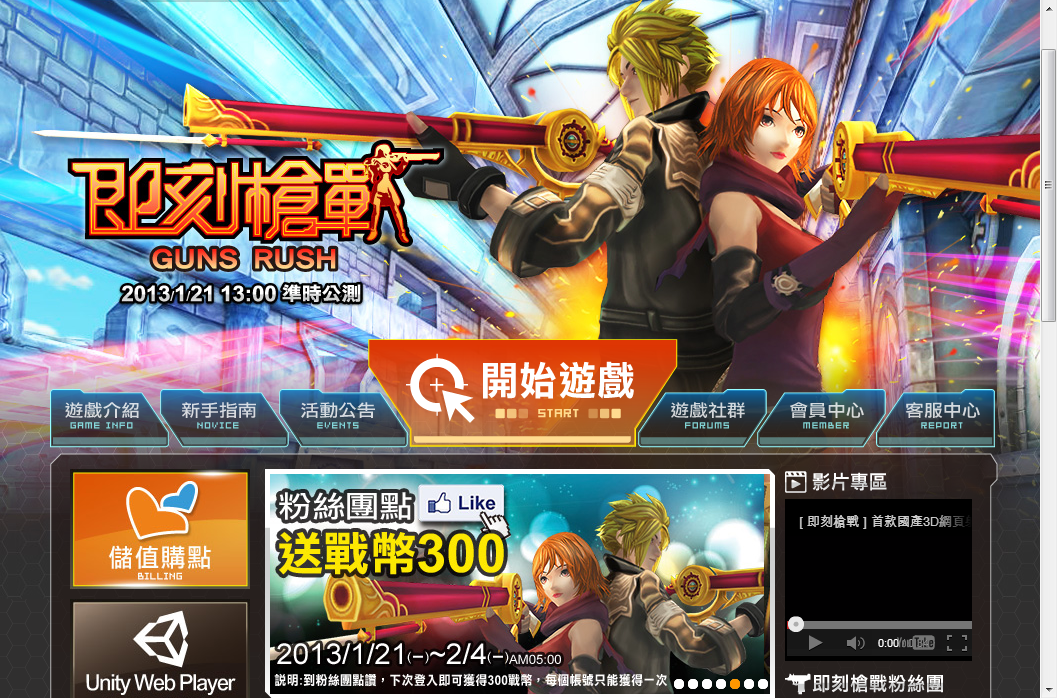 即刻槍戰
GUNS RUSH
2013/1/21 13:00 準時公測
開始遊戲
START
遊戲介紹
GAME INFO
新手指南
NOVICE
活動公告
EVENTS
遊戲社群
FORUMS
會員中心
MEMBER
客服中心
REPORT
儲值購點
BILLING
Unity Web Player
粉絲團點 Like
送戰幣300
2013/1/21(一)~2/4(一)AM05:00
說明:到粉絲團點讚，下次登入即可獲得300戰幣，每個帳號只能獲得一次
影片專區
[ 即刻槍戰 ] 首款國產3D網頁
0:00
即刻槍戰粉絲團